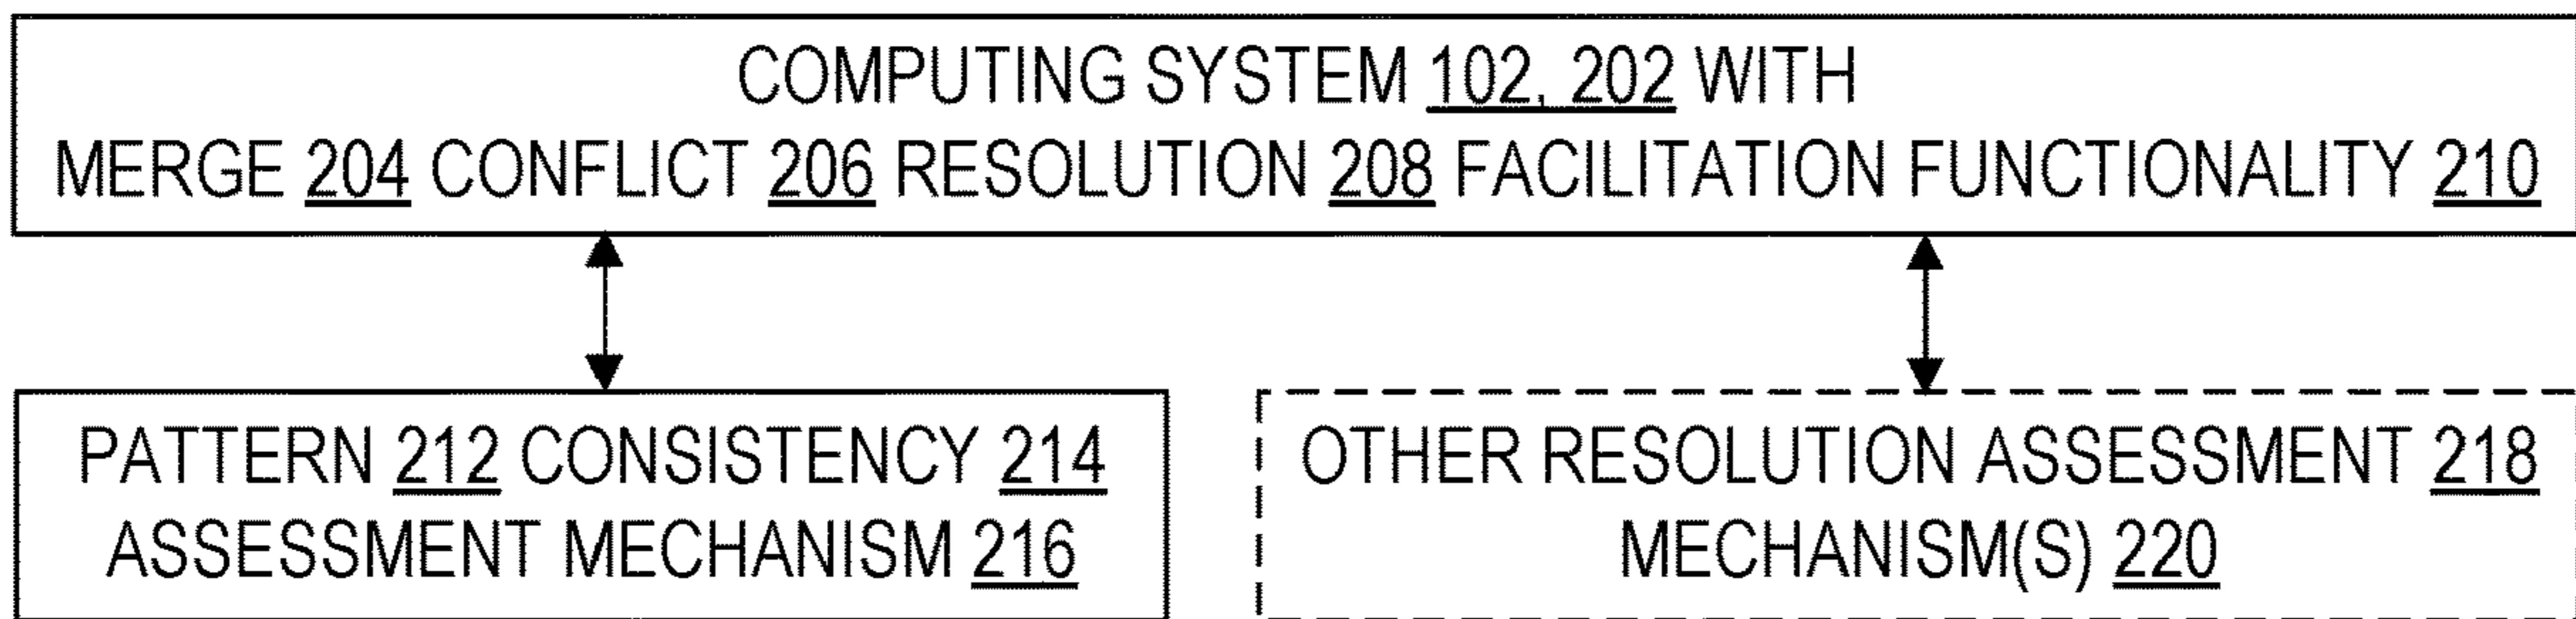 COMPUTING SYSTEM 102, 202 WITH
MERGE 204 CONFLICT 206 RESOLUTION 208 FACILITATION FUNCTIONALITY 210
PATTERN 212 CONSISTENCY 214
ASSESSMENT MECHANISM 216
OTHER RESOLUTION ASSESSMENT 218
MECHANISM(S) 220